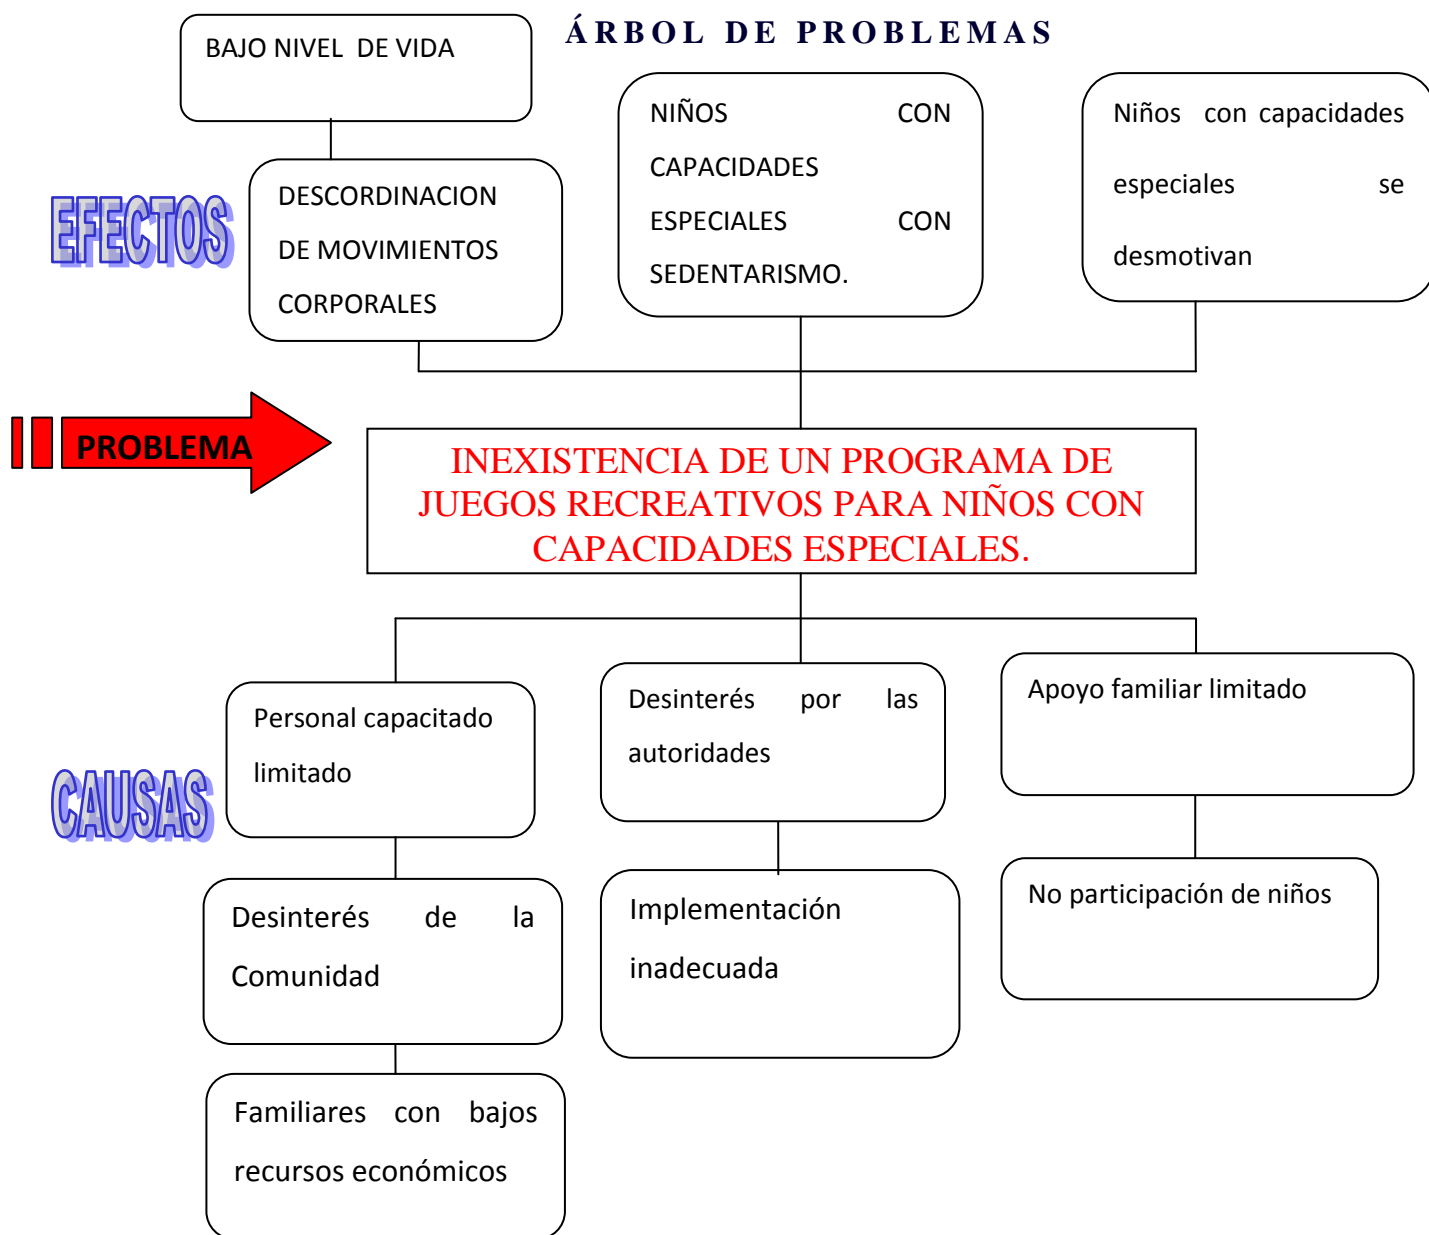 ÁRBOL DE PROBLEMAS
BAJO NIVEL DE VIDA
EFECTOS
DESCORDINACION
DE MOVIMIENTOS
CORPORALES
NIÑOS CON
CAPACIDADES
ESPECIALES CON
SEDENTARISMO.
Niños con capacidades
especiales se
desmotivan
PROBLEMA
INEXISTENCIA DE UN PROGRAMA DE
JUEGOS RECREATIVOS PARA NIÑOS CON
CAPACIDADES ESPECIALES.
CAUSAS
Personal capacitado
limitado
Desinterés por las
autoridades
Apoyo familiar limitado
Desinterés de la
Comunidad
Implementación
inadecuada
No participación de niños
Familiares con bajos
recursos económicos